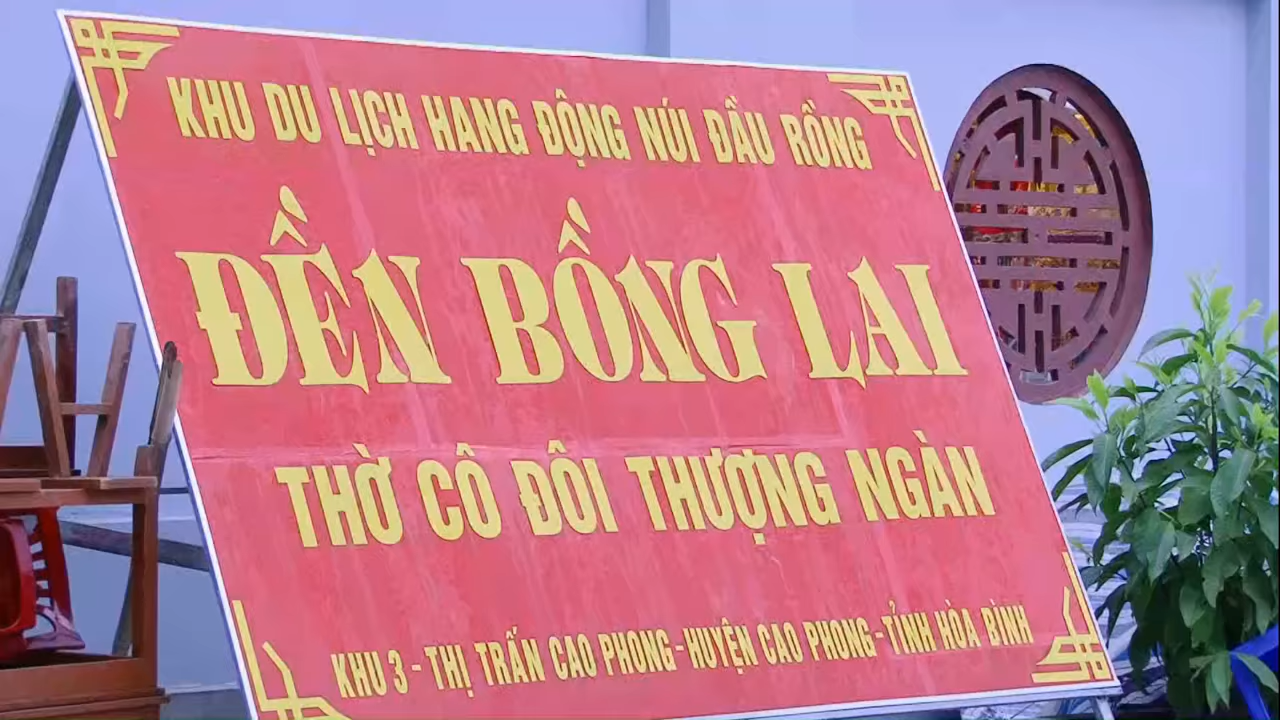 KHU DU LỊCH HANG ĐỘNG NÚI ĐẦU RỒNG
ĐỀN BỒNG LAI
THỜ CÔ ĐÔI THƯỢNG NGÀN
KHU 3 - THỊ TRẤN CAO PHONG - HUYỆN CAO PHONG - TỈNH HÒA BÌNH